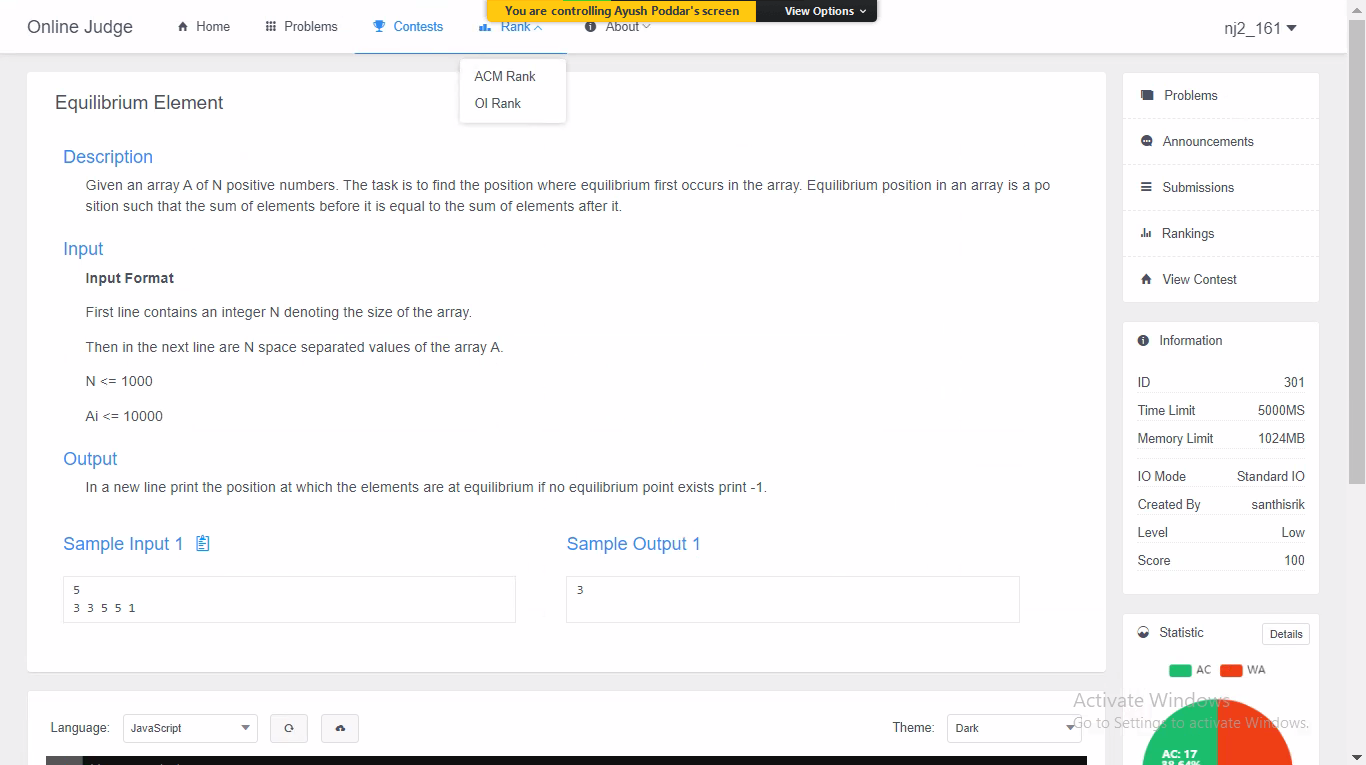 You are controlling Ayush Poddar's screen
View Options
Online Judge
Home
Problems
Contests
Rank
About
nj2_161
ACM Rank
OI Rank
Equilibrium Element
Description
Given an array A of N positive numbers. The task is to find the position where equilibrium first occurs in the array. Equilibrium position in an array is a po
sition such that the sum of elements before it is equal to the sum of elements after it.
Input
Input Format
First line contains an integer N denoting the size of the array.
Then in the next line are N space separated values of the array A.
N <= 1000
Ai <= 10000
Output
In a new line print the position at which the elements are at equilibrium if no equilibrium point exists print -1.
Sample Input 1
5
3 3 5 5 1
Sample Output 1
3
Language:
JavaScript
Theme:
Dark
Problems
Announcements
Submissions
Rankings
View Contest
Information
ID 301
Time Limit 5000MS
Memory Limit 1024MB
IO Mode Standard IO
Created By santhisrik
Level Low
Score 100
Statistic
Details
AC WA
Activate Windows
Go to Settings to activate Windows.
AC: 17
38.64%